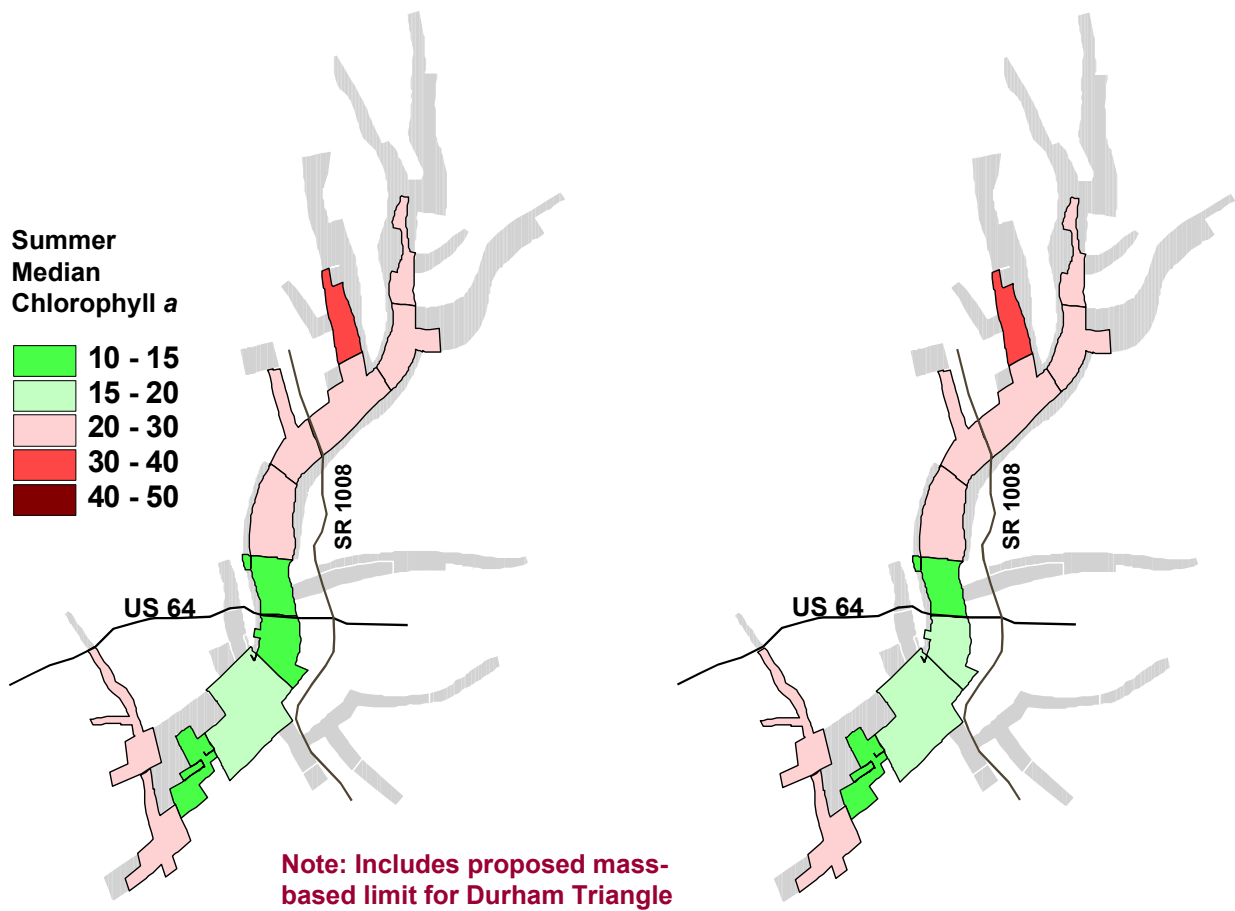 Summer
Median
Chlorophyll a
10 - 15
15 - 20
20 - 30
30 - 40
40 - 50
SR 1008
US 64
SR 1008
US 64
Note: Includes proposed mass-
based limit for Durham Triangle